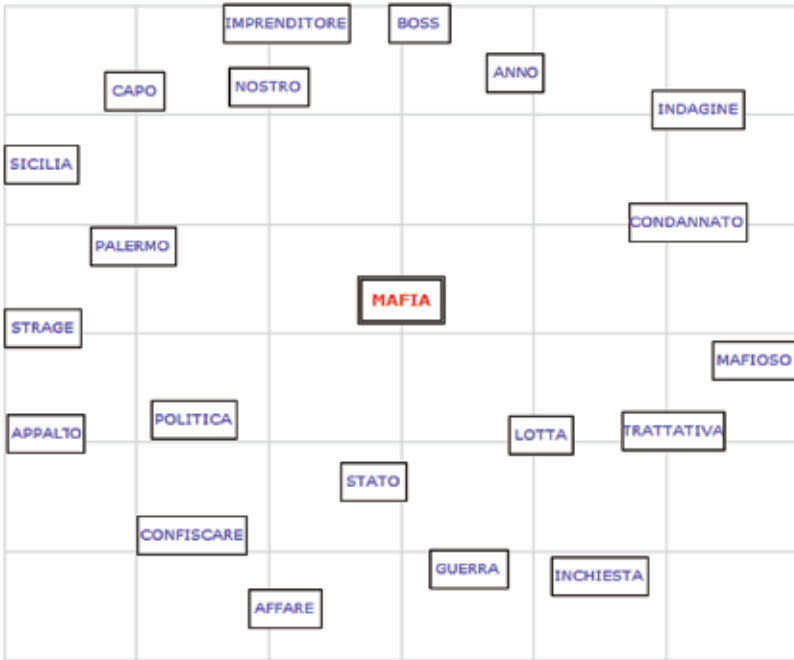 IMPRENDITORE
BOSS
ANNO
CAPO
NOSTRO
INDAGINE
SICILIA
CONDANNATO
PALERMO
MAFIA
STRAGE
MAFIOSO
POLITICA
APPALTO
LOTTA
TRATTATIVA
STATO
CONFISCARE
GUERRA
INCHIESTA
AFFARE